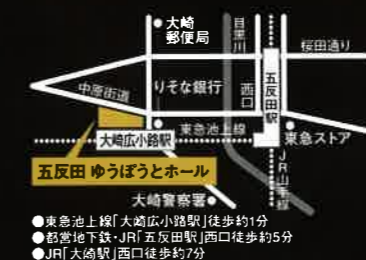 大崎
郵便局
目黒川
桜田通り
中原街道
りそな銀行
西口
五反田駅
東急池上線
大崎広小路駅
東急ストア
五反田 ゆうぽうとホール
JR山手線
大崎警察署
●東急池上線「大崎広小路駅」徒歩約1分
●都営地下鉄・JR「五反田駅」西口徒歩約5分
●JR「大崎駅」西口徒歩約7分